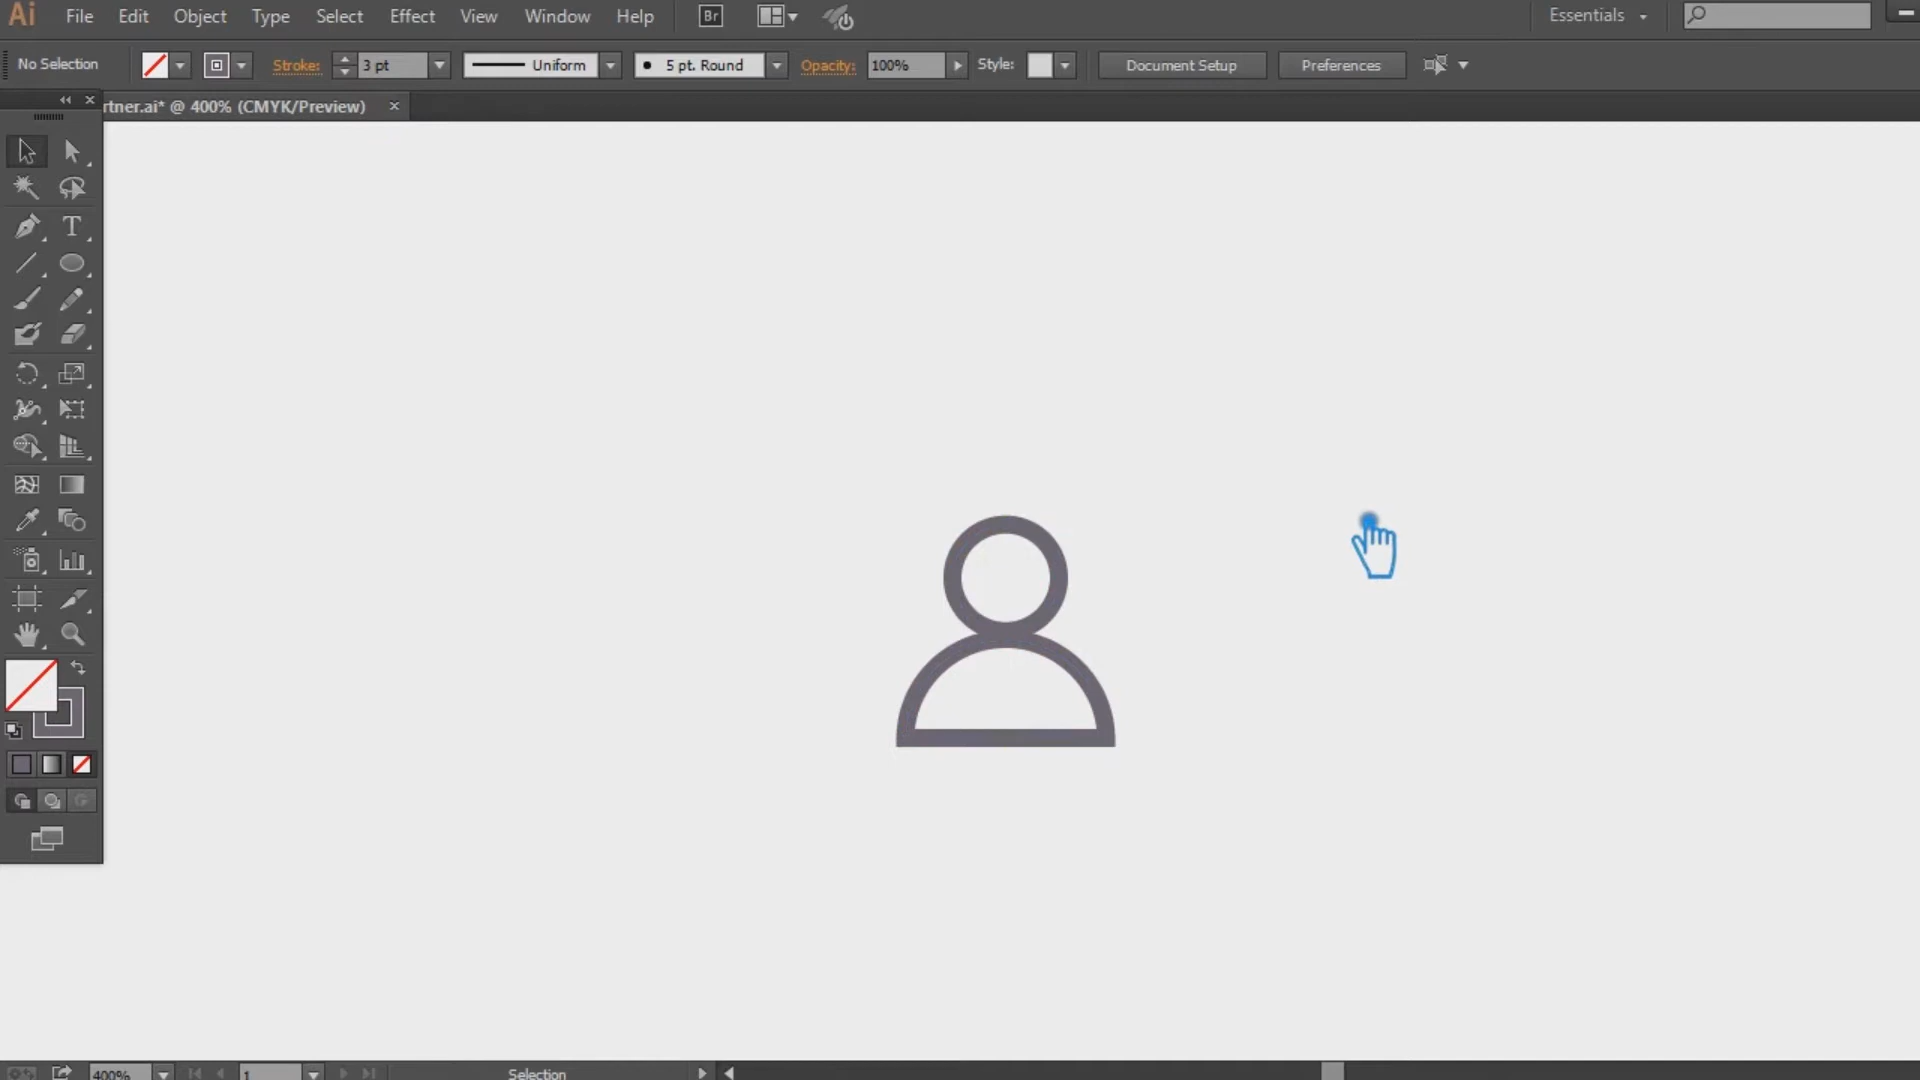 Ai File Edit Object Type Select Effect View Window Help Br Essentials
No Selection Stroke: 3 pt Uniform 5 pt. Round Opacity: 100% Style: Document Setup Preferences
rtner.ai* @ 400% (CMYK/Preview)
T
400% 1 Selection